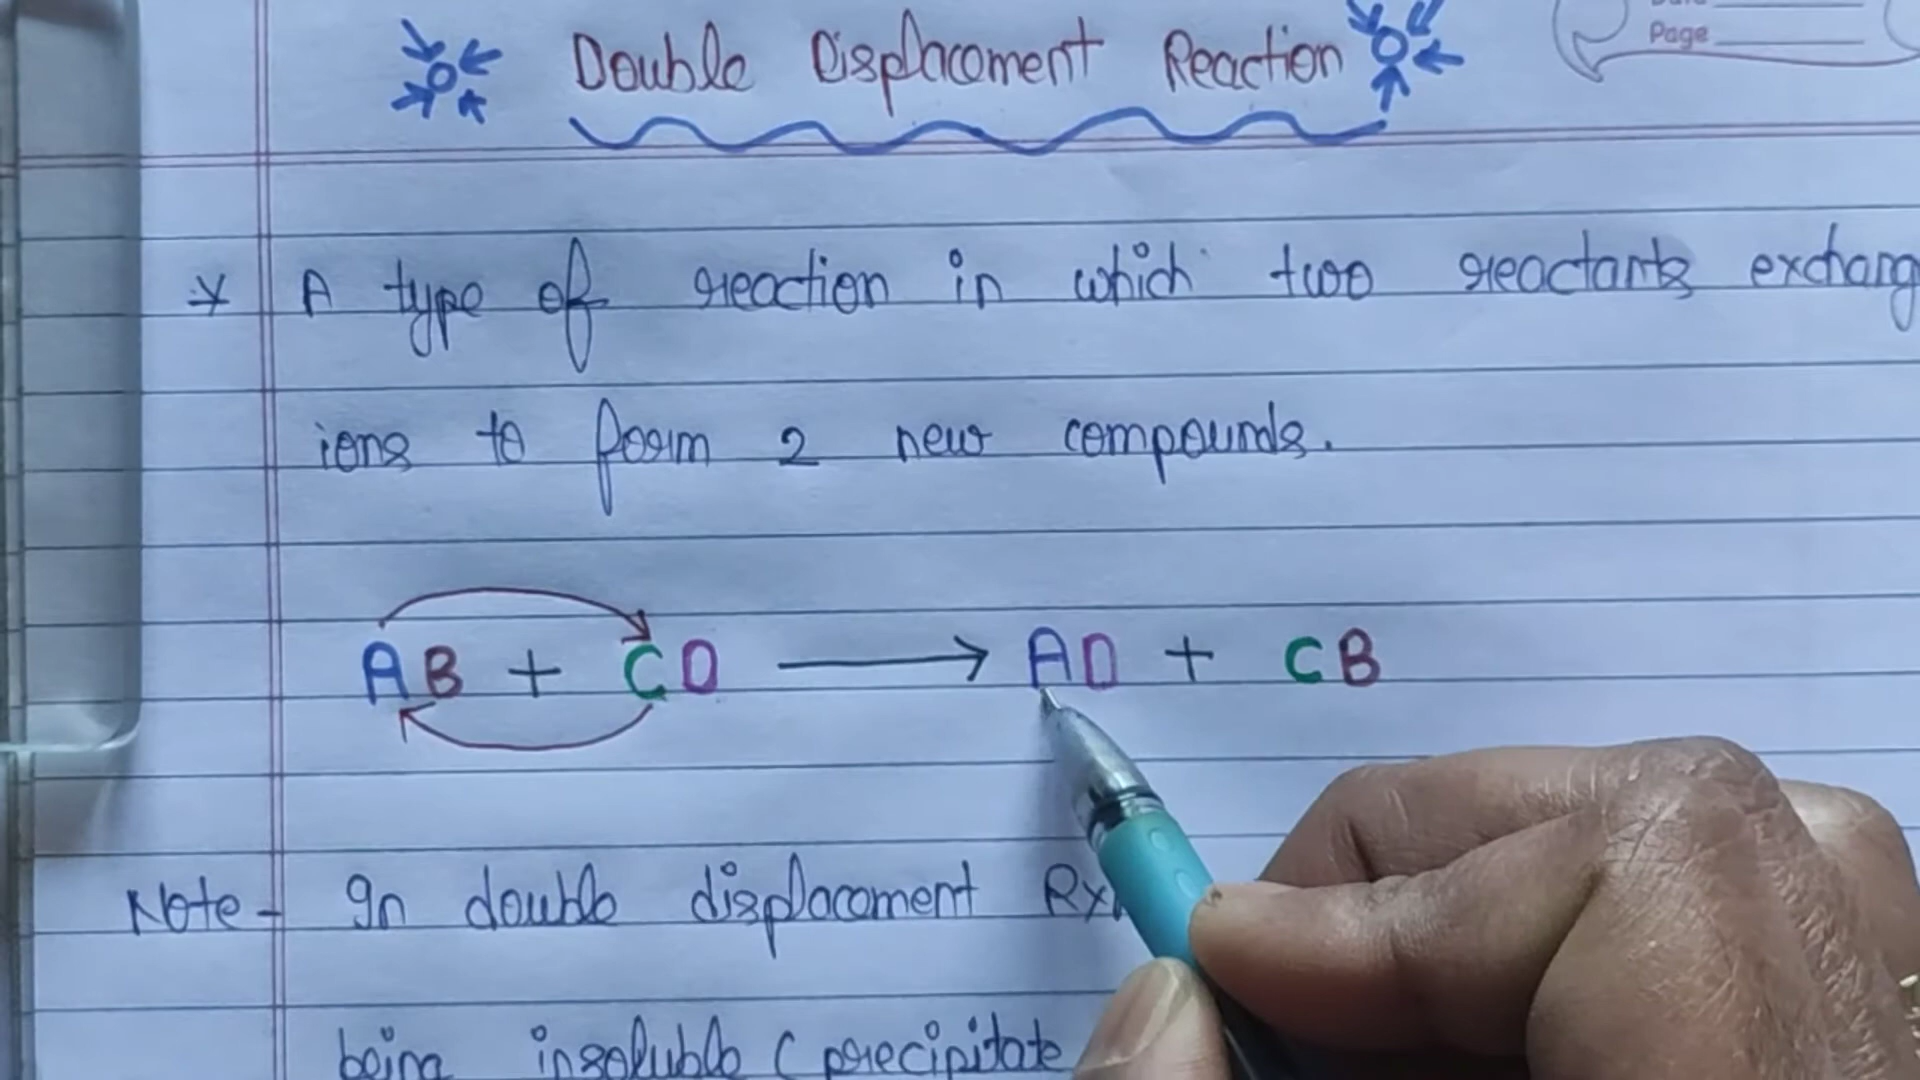 Double Displacement Reaction
Page
A type of reaction in which two reactants exchang
ions to form 2 new compounds.
AB + CD → AD + CB
Note- In double displacement
being insoluble (precipitate